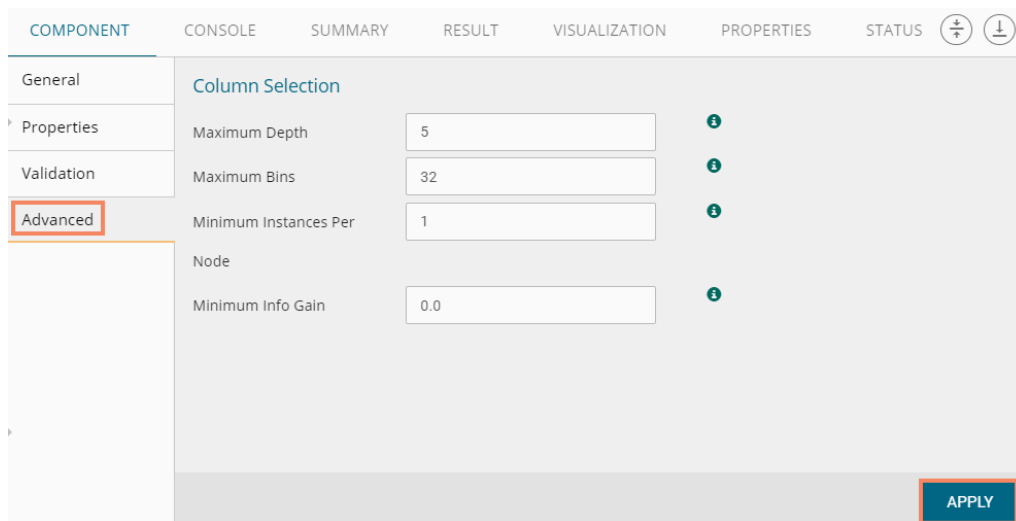 COMPONENT CONSOLE SUMMARY RESULT VISUALIZATION PROPERTIES STATUS
General
Properties
Validation
Advanced
Column Selection
Maximum Depth 5
Maximum Bins 32
Minimum Instances Per 1
Node
Minimum Info Gain 0.0
APPLY